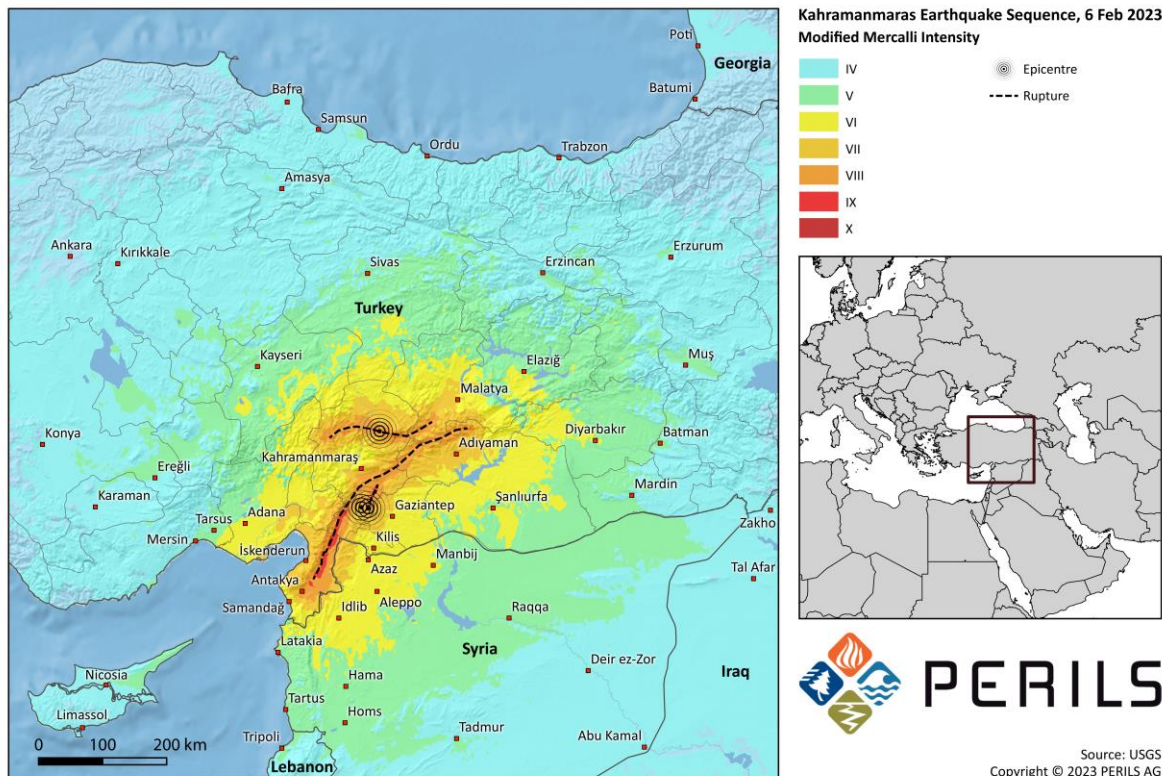 Kahramanmaras Earthquake Sequence, 6 Feb 2023
Modified Mercalli Intensity
IV
V
VI
VII
VIII
IX
X
Epicentre
Rupture
Poti
Georgia
Batumi
Bafra
Samsun
Ordu
Trabzon
Amasya
Ankara
Kırıkkale
Erzurum
Sivas
Erzincan
Turkey
Kayseri
Elazığ
Muş
Malatya
Konya
Diyarbakır
Batman
Adıyaman
Kahramanmaraş
Ereğli
Mardin
Karaman
Şanlıurfa
Gaziantep
Adana
Tarsus
Zakho
Mersin
Kilis
İskenderun
Manbij
Azaz
Tal Afar
Antakya
Aleppo
Samandağ
Idlib
Raqqa
Latakia
Syria
Deir ez-Zor
Iraq
Hama
Nicosia
Tartus
Limassol
Homs
Tadmur
Abu Kamal
Tripoli
Lebanon
0 100 200 km
PERILS
Source: USGS
Copyright © 2023 PERILS AG